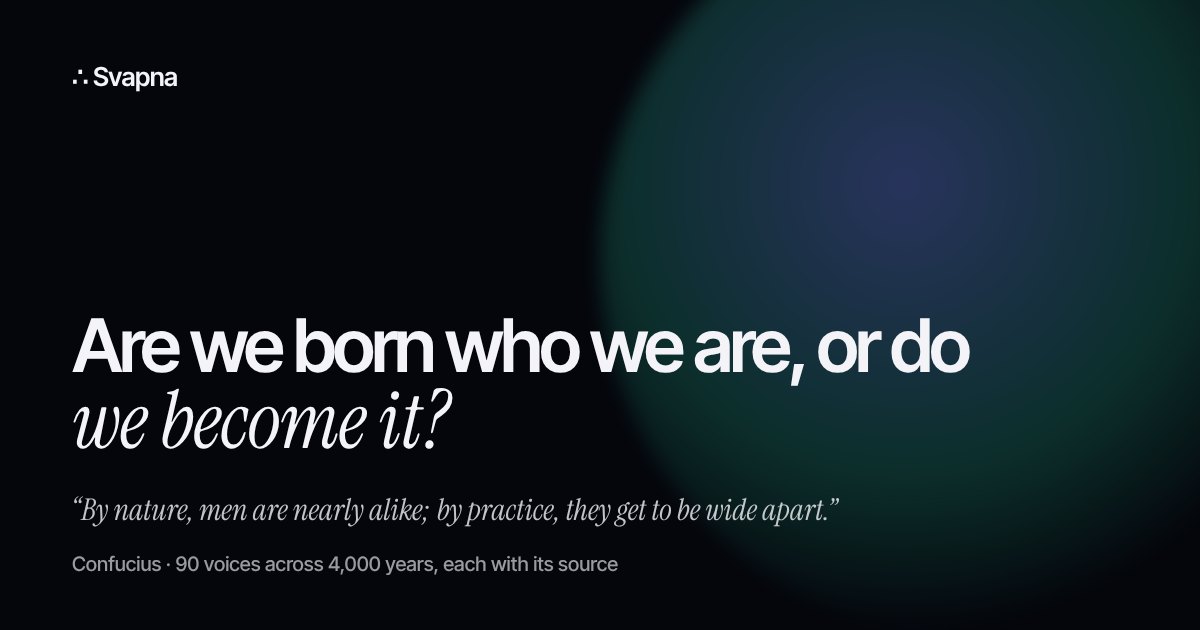 ∴ Svapna
Are we born who we are, or do
we become it?
“By nature, men are nearly alike; by practice, they get to be wide apart.”
Confucius · 90 voices across 4,000 years, each with its source